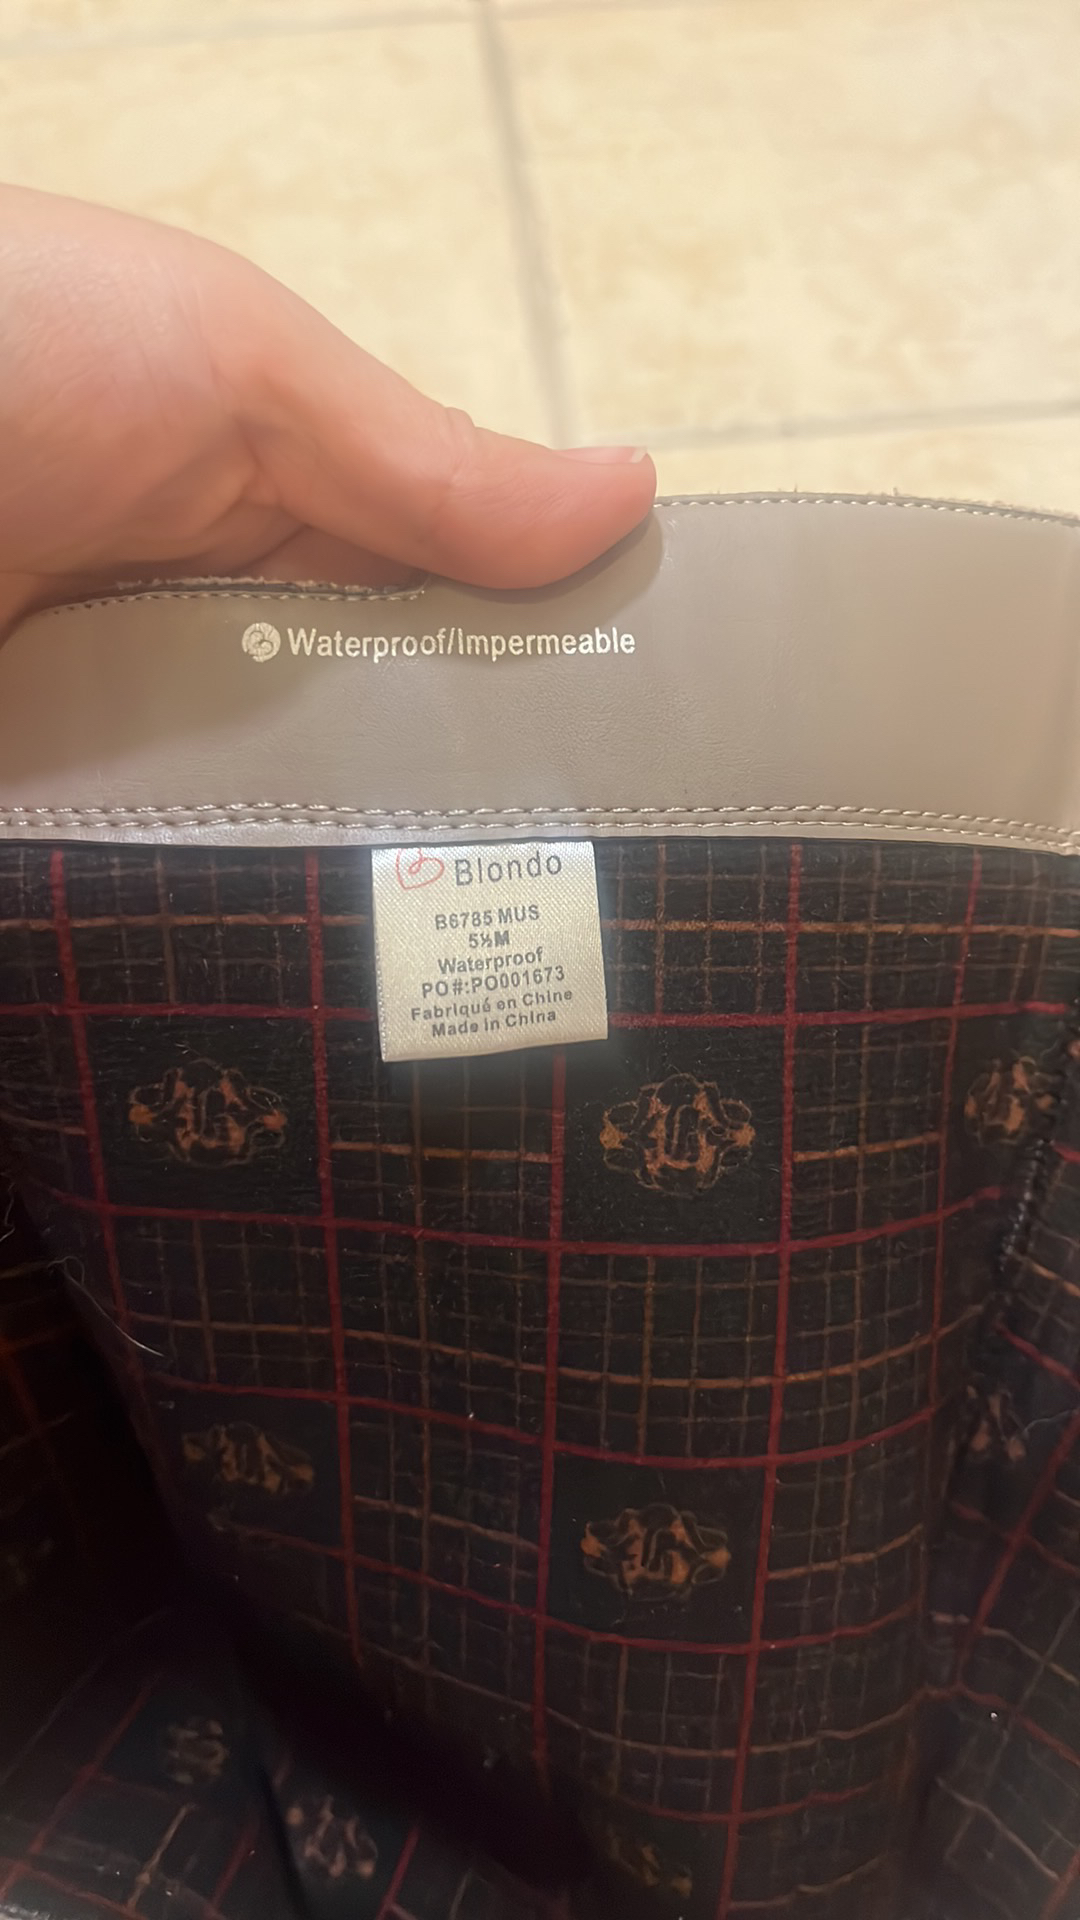 Waterproof/Impermeable
Blondo
B6785 MUS
5½M
Waterproof
PO#:PO001673
Fabriqué en Chine
Made in China